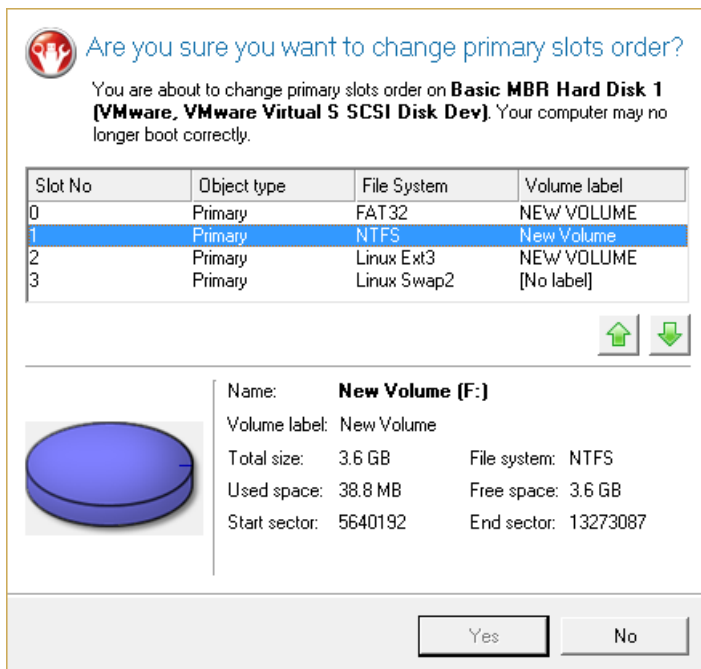 Are you sure you want to change primary slots order?
You are about to change primary slots order on Basic MBR Hard Disk 1
(VMware, VMware Virtual S SCSI Disk Dev). Your computer may no
longer boot correctly.
Slot No Object type File System Volume label
0 Primary FAT32 NEW VOLUME
1 Primary NTFS New Volume
2 Primary Linux Ext3 NEW VOLUME
3 Primary Linux Swap2 [No label]
Name: New Volume (F:)
Volume label: New Volume
Total size: 3.6 GB File system: NTFS
Used space: 38.8 MB Free space: 3.6 GB
Start sector: 5640192 End sector: 13273087
Yes No